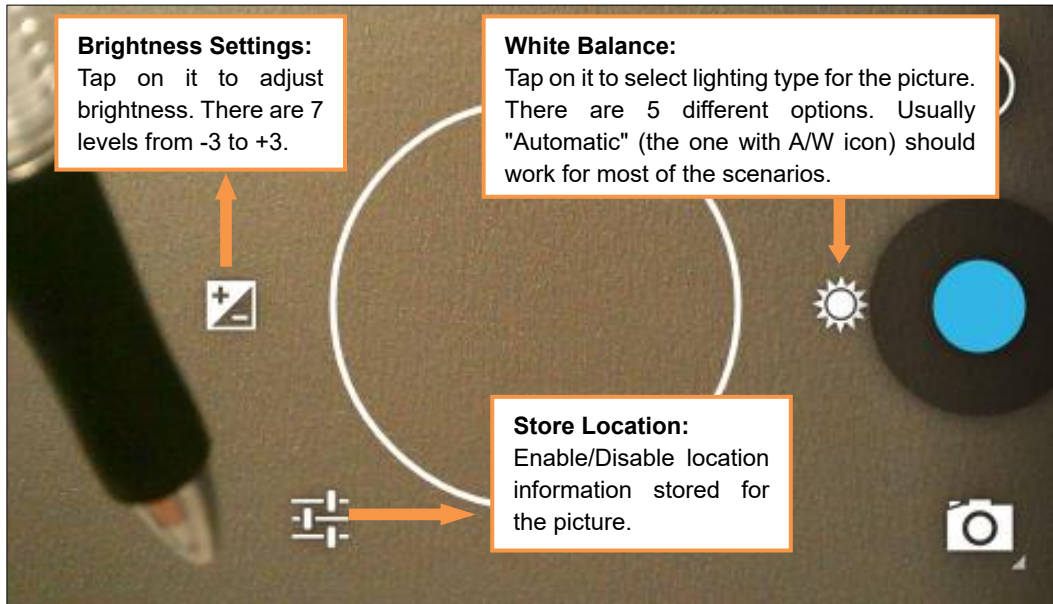 Brightness Settings:
Tap on it to adjust
brightness. There are 7
levels from -3 to +3.
White Balance:
Tap on it to select lighting type for the picture.
There are 5 different options. Usually
"Automatic" (the one with A/W icon) should
work for most of the scenarios.
Store Location:
Enable/Disable location
information stored for
the picture.